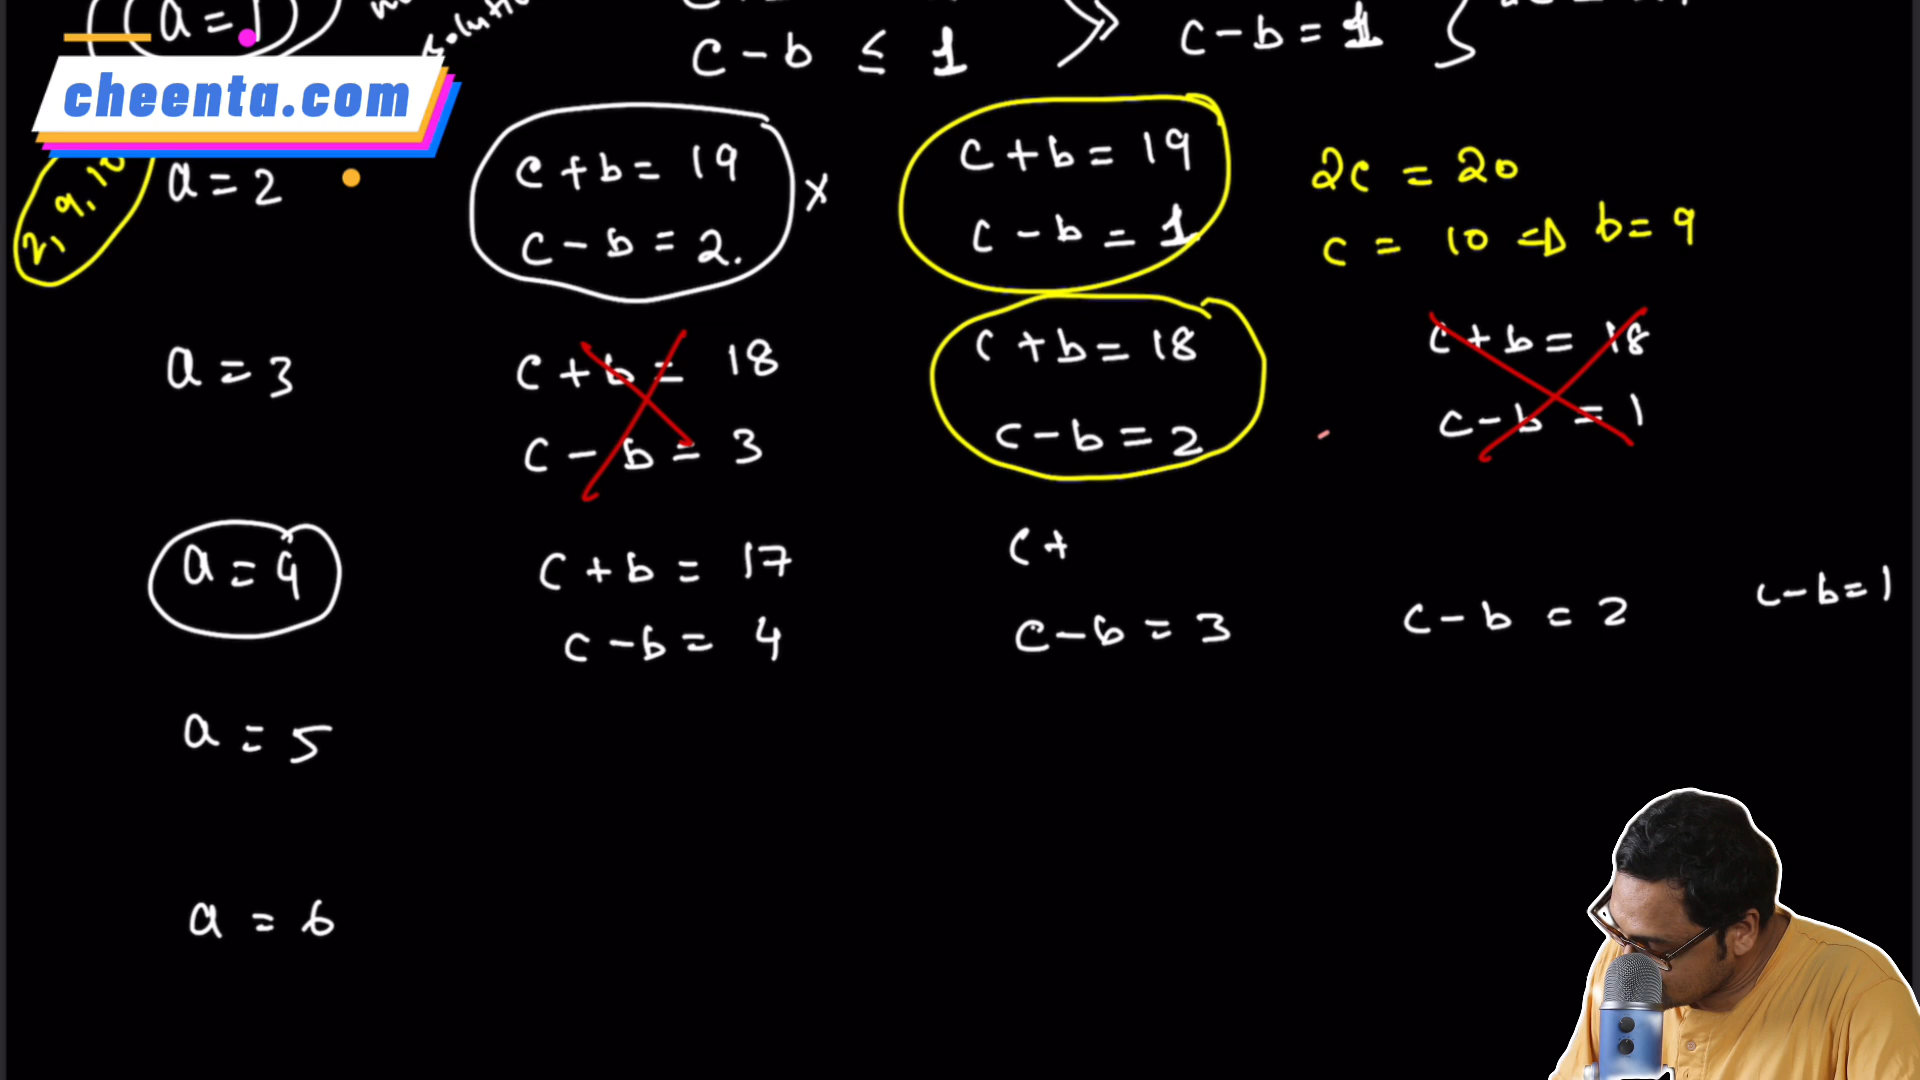 a = 1
c - b ≤ 1
c - b = 1
cheenta.com
2, 9, 10
a = 2
c + b = 19
c - b = 2.
x
c + b = 19
c - b = 1
2c = 20
c = 10 ⇒ b = 9
a = 3
c + b = 18
c - b = 3
c + b = 18
c - b = 2
c + b = 18
c - b = 1
a = 4
c + b = 17
c - b = 4
c +
c - b = 3
c - b = 2
c - b = 1
a = 5
a = 6